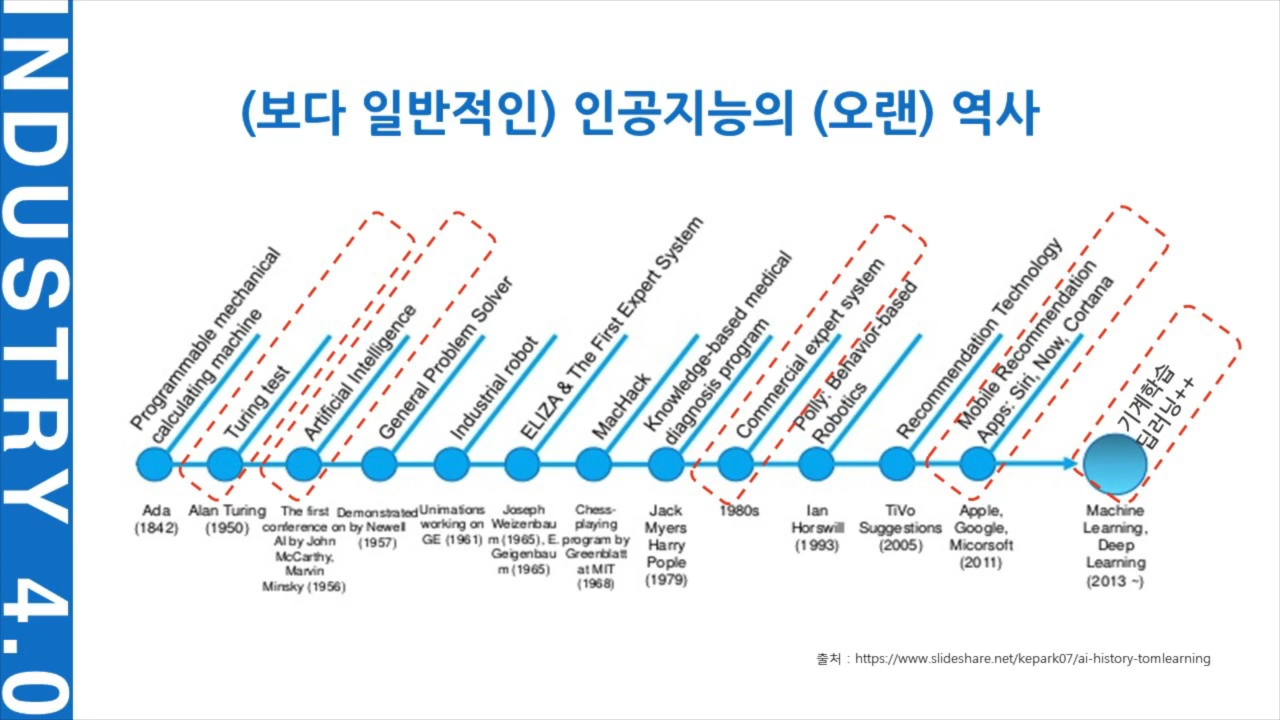 INDUSTRY 4.0
(보다 일반적인) 인공지능의 (오랜) 역사
Programmable mechanical
calculating machine
Turing test
Artificial Intelligence
General Problem Solver
Industrial robot
ELIZA & The First Expert System
MacHack
Knowledge-based medical
diagnosis program
Commercial expert system
Polly: Behavior-based
Robotics
Recommendation Technology
Mobile Recommendation
Apps: Siri, Now, Cortana
기계학습
딥러닝++
Ada
(1842)
Alan Turing
(1950)
The first
conference on
AI by John
McCarthy,
Marvin
Minsky (1956)
Demonstrated
by Newell
(1957)
Unimations
working on
GE (1961)
Joseph
Weizenbau
m (1965), E.
Geigenbau
m (1965)
Chess-
playing
program by
Greenblatt
at MIT
(1968)
Jack
Myers
Harry
Pople
(1979)
1980s
Ian
Horswill
(1993)
TiVo
Suggestions
(2005)
Apple,
Google,
Micorsoft
(2011)
Machine
Learning,
Deep
Learning
(2013 ~)
출처 : https://www.slideshare.net/kepark07/ai-history-tomlearning